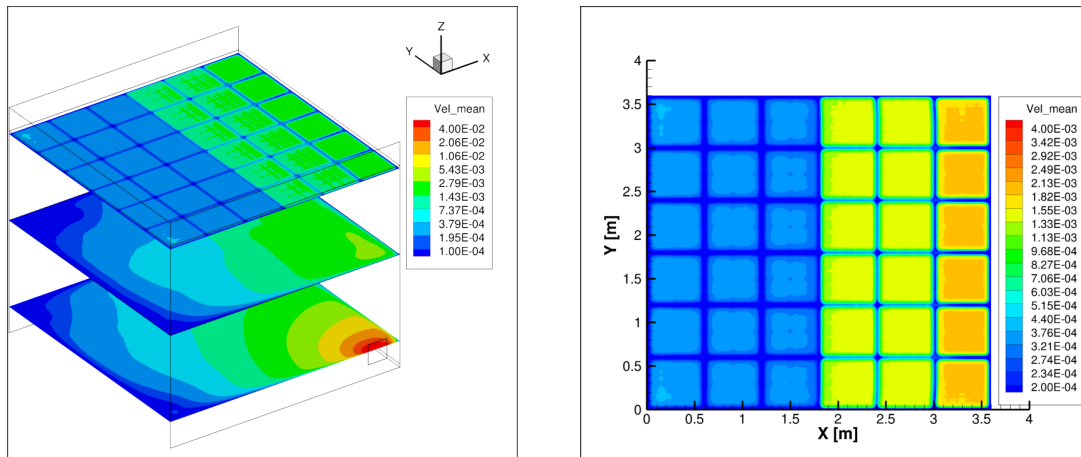 Z
Y
X
Vel_mean
4.00E-02
2.06E-02
1.06E-02
5.43E-03
2.79E-03
1.43E-03
7.37E-04
3.79E-04
1.95E-04
1.00E-04
4
3.5
3
2.5
2
1.5
1
0.5
0
Y [m]
0 0.5 1 1.5 2 2.5 3 3.5 4
X [m]
Vel_mean
4.00E-03
3.42E-03
2.92E-03
2.49E-03
2.13E-03
1.82E-03
1.55E-03
1.33E-03
1.13E-03
9.68E-04
8.27E-04
7.06E-04
6.03E-04
5.15E-04
4.40E-04
3.76E-04
3.21E-04
2.74E-04
2.34E-04
2.00E-04